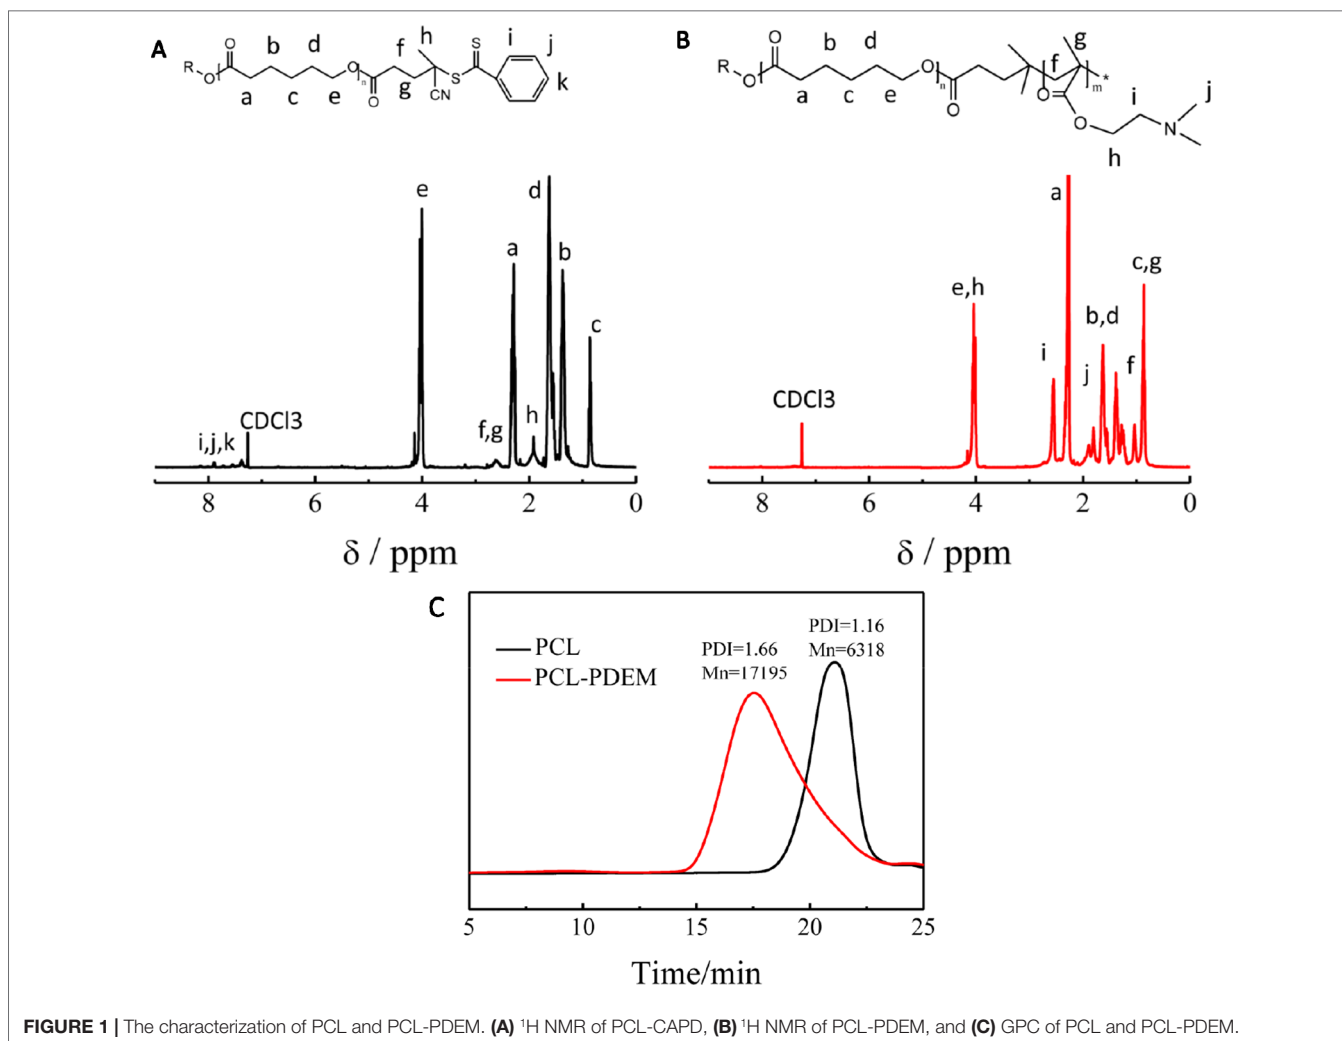 A
O
b
d
f
h
S
i
j
R
O
O
n
O
g
CN
S
k
a
c
e
B
b
d
g
f
R
O
O
O
n
O
O
m
*
a
c
e
i
j
O
N
h
e
d
a
b
c
h
f,g
CDCl3
i,j,k
8
6
4
2
0
δ / ppm
a
c,g
e,h
b,d
i
j
f
CDCl3
8
6
4
2
0
δ / ppm
C
PCL
PCL-PDEM
PDI=1.66
Mn=17195
PDI=1.16
Mn=6318
5
10
15
20
25
Time/min
FIGURE 1 | The characterization of PCL and PCL-PDEM. (A) ¹H NMR of PCL-CAPD, (B) ¹H NMR of PCL-PDEM, and (C) GPC of PCL and PCL-PDEM.